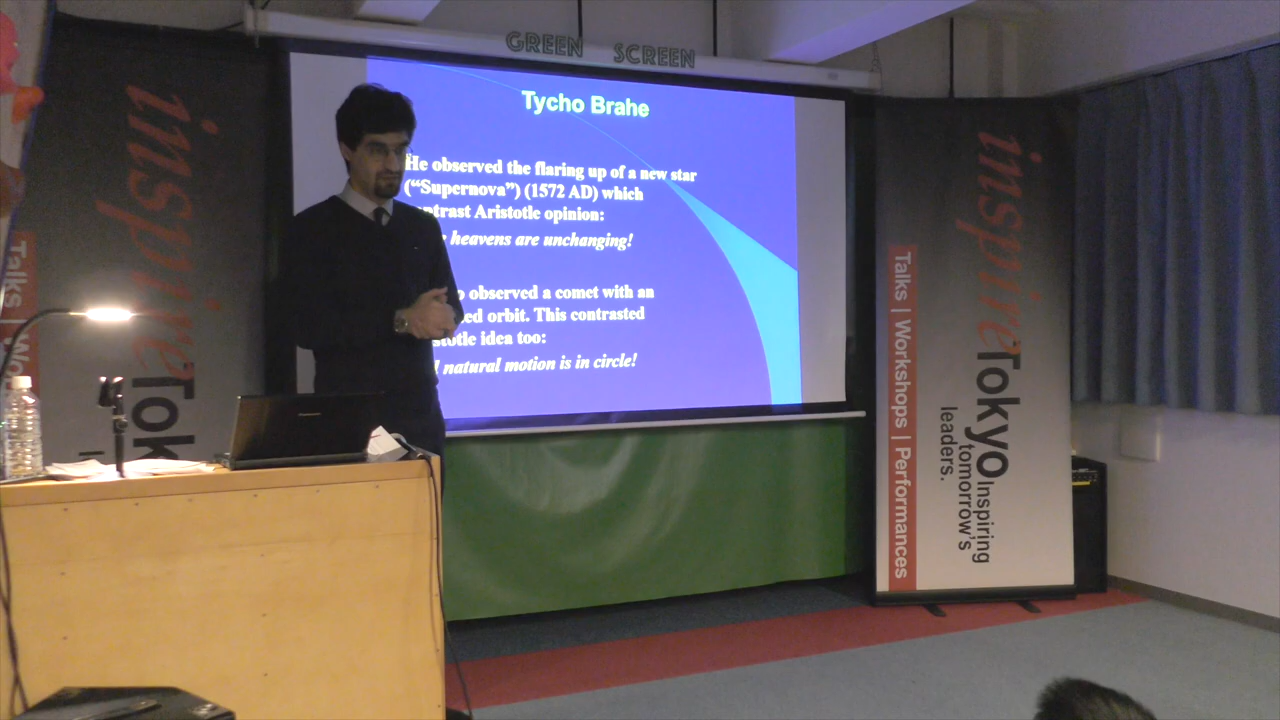 GREEN SCREEN
Tycho Brahe
He observed the flaring up of a new star
("Supernova") (1572 AD) which
Aristotle opinion:
heavens are unchanging!
observed a comet with an
orbit. This contrasted
idea too:
natural motion is in circle!
inspire
Tok
Talks |
inspire
Tokyo
Inspiring
tomorrow's
leaders.
Talks | Workshops | Performances